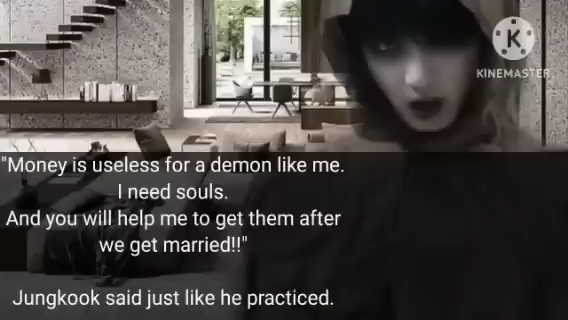 KINEMASTER
"Money is useless for a demon like me.
I need souls.
And you will help me to get them after
we get married!!"
Jungkook said just like he practiced.